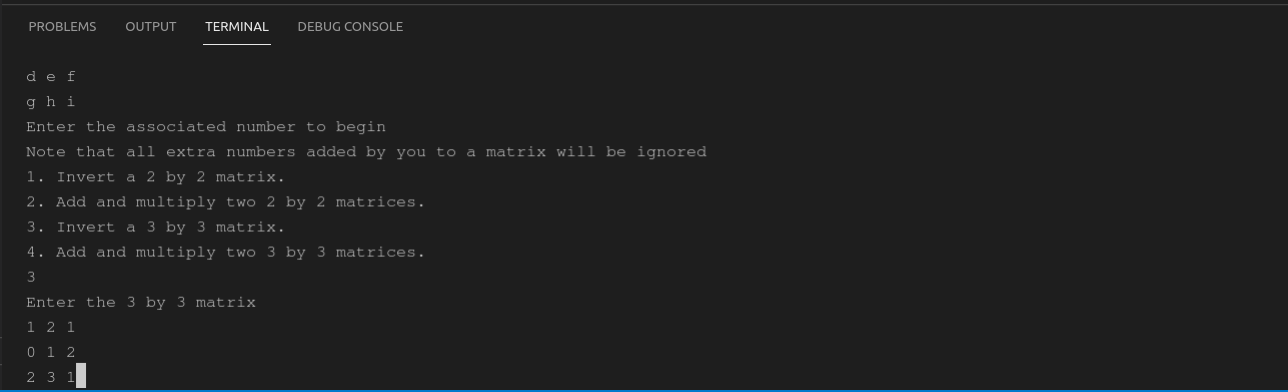 PROBLEMS OUTPUT TERMINAL DEBUG CONSOLE
d e f
g h i
Enter the associated number to begin
Note that all extra numbers added by you to a matrix will be ignored
1. Invert a 2 by 2 matrix.
2. Add and multiply two 2 by 2 matrices.
3. Invert a 3 by 3 matrix.
4. Add and multiply two 3 by 3 matrices.
3
Enter the 3 by 3 matrix
1 2 1
0 1 2
2 3 1